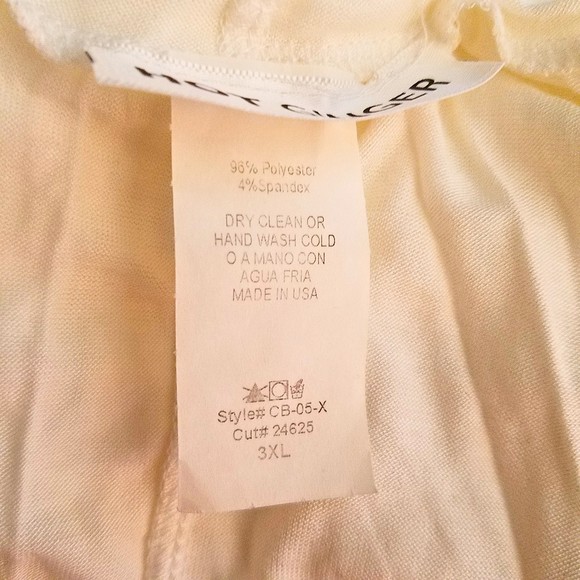 HOT GINGER
96% Polyester
4%Spandex
DRY CLEAN OR
HAND WASH COLD
O A MANO CON
AGUA FRIA
MADE IN USA
Style# CB-05-X
Cut# 24625
3XL